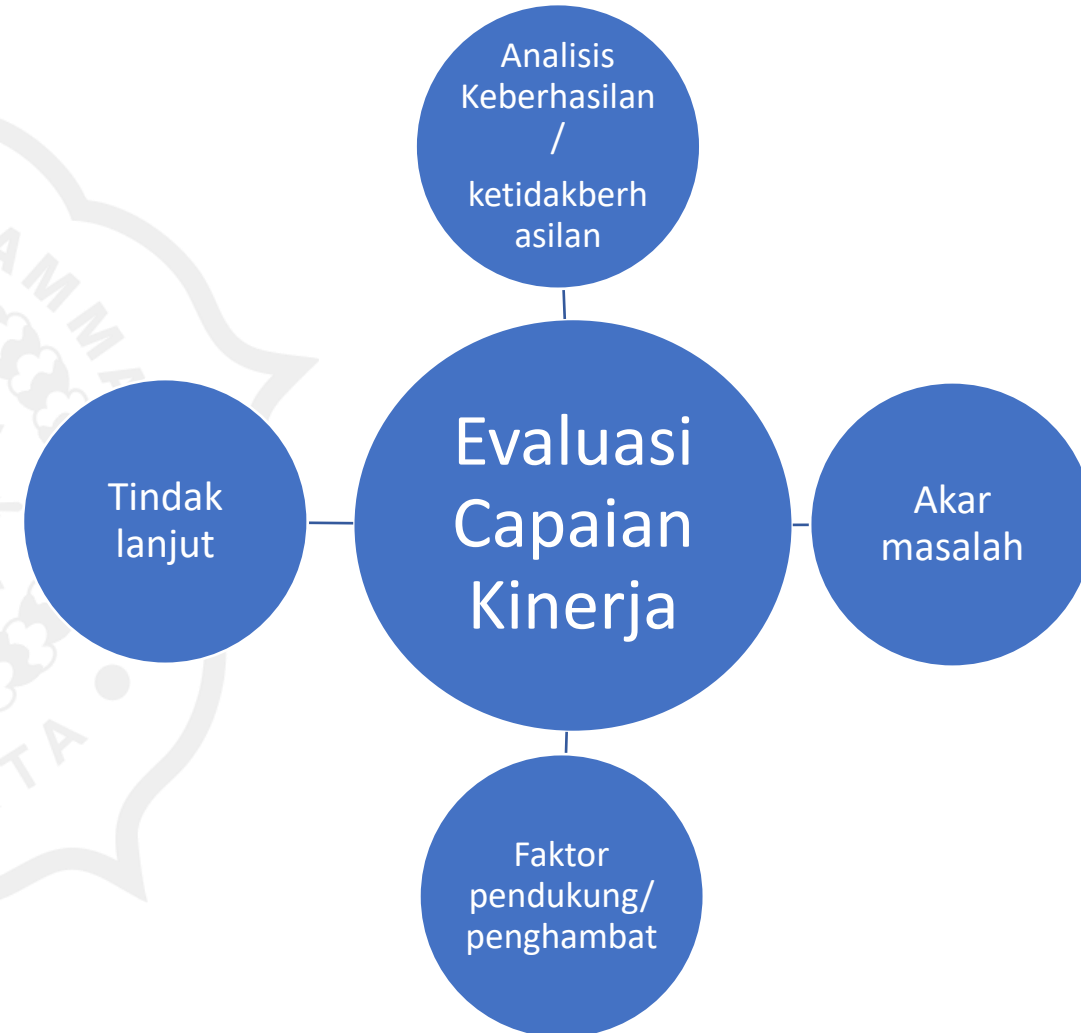 Analisis
Keberhasilan
/
ketidakberh
asilan
Evaluasi
Capaian
Kinerja
Tindak
lanjut
Akar
masalah
Faktor
pendukung/
penghambat